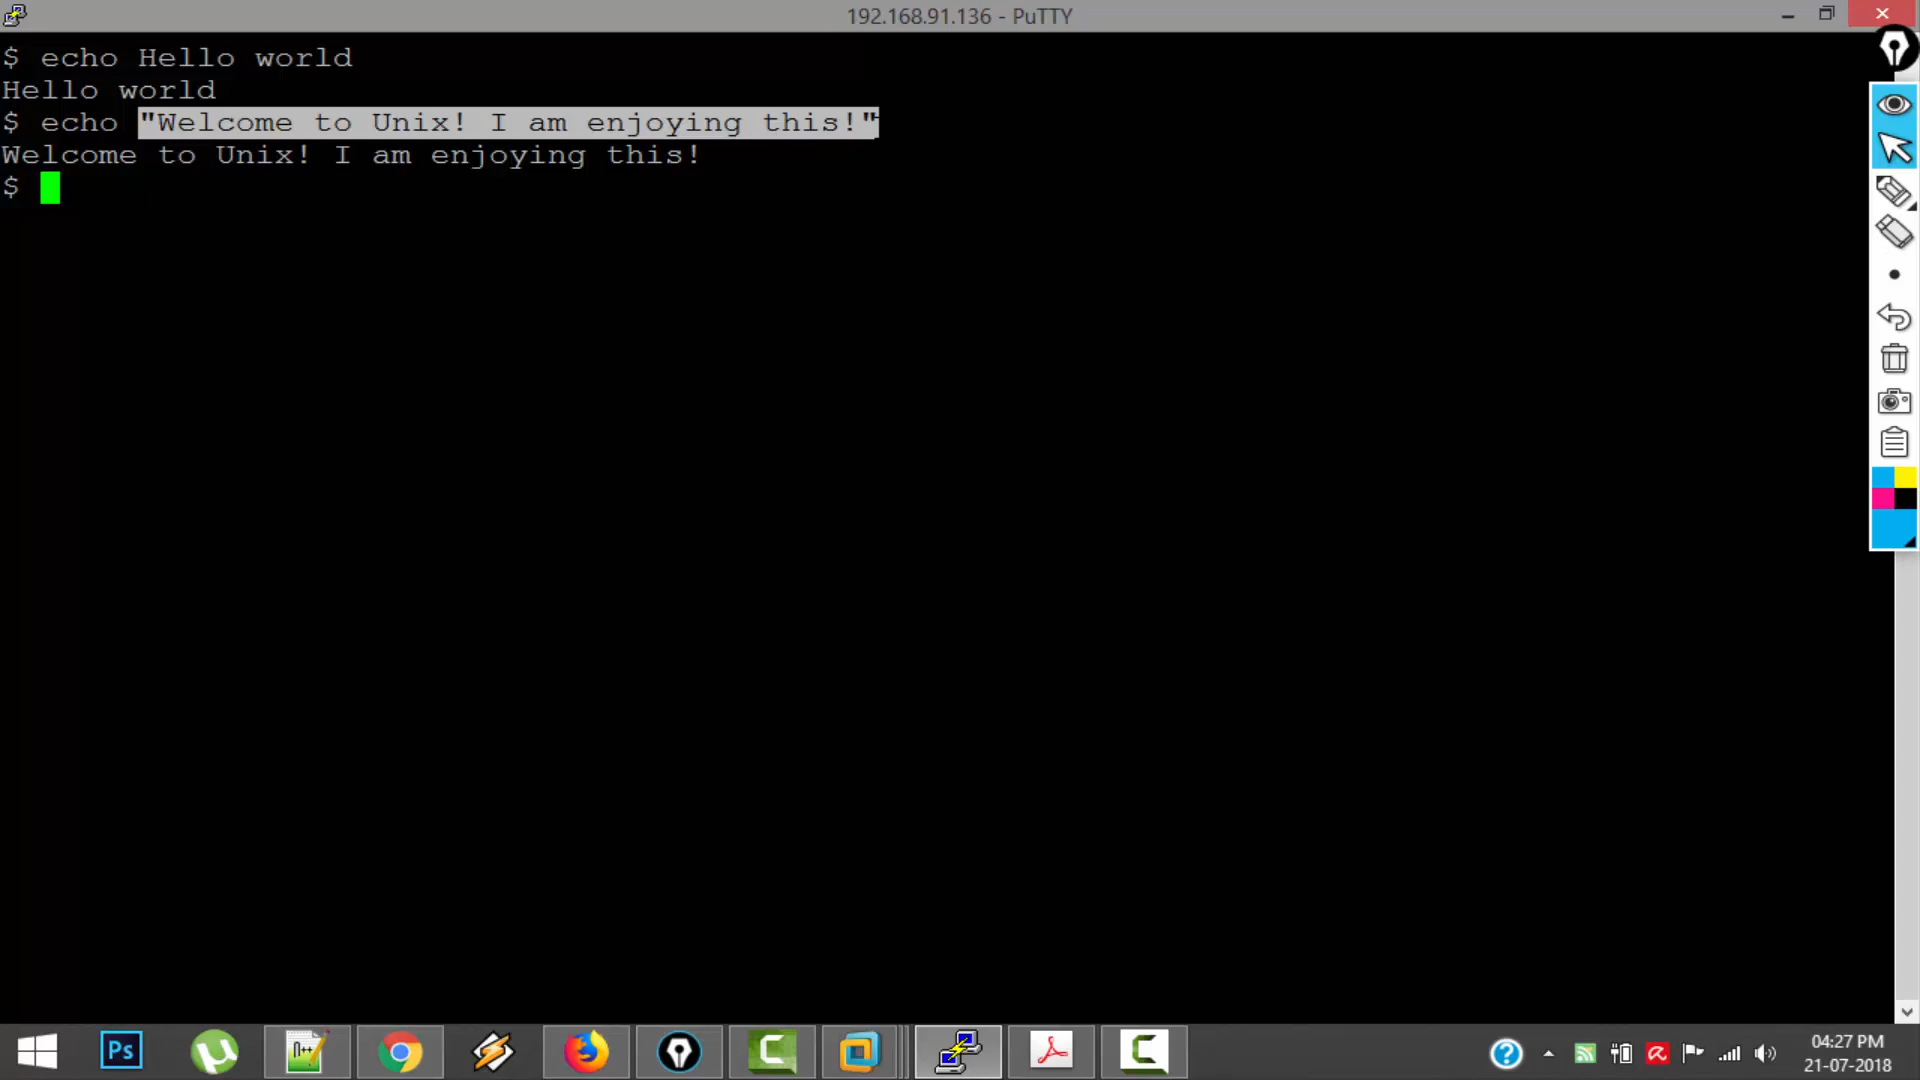 192.168.91.136 - PuTTY
$ echo Hello world
Hello world
$ echo "Welcome to Unix! I am enjoying this!"
Welcome to Unix! I am enjoying this!
$
Ps
n++
04:27 PM
21-07-2018